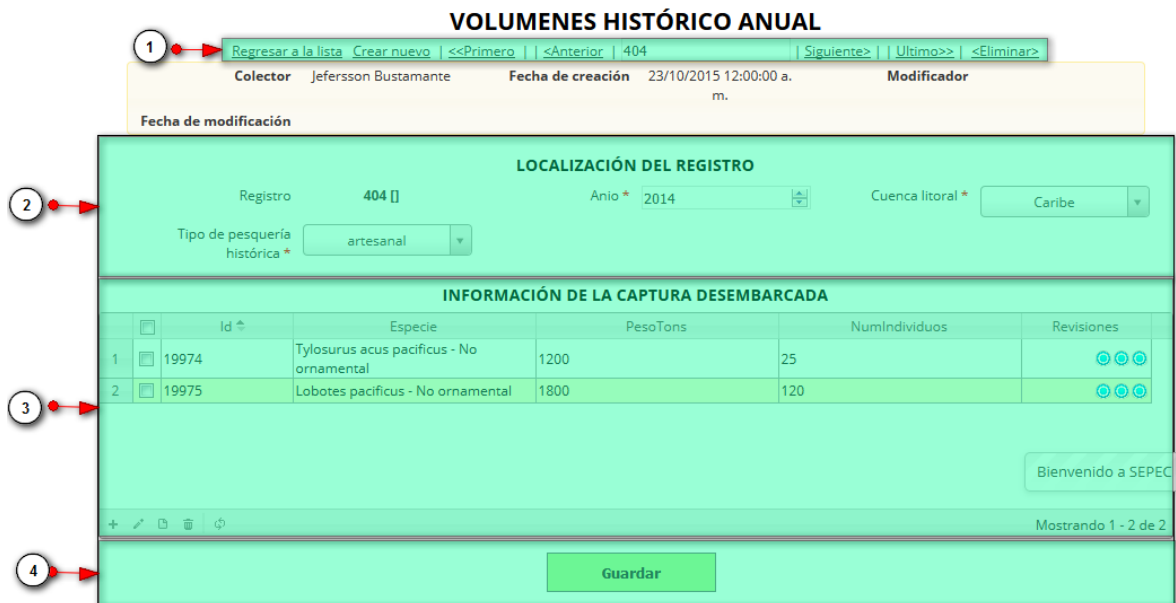 VOLUMENES HISTÓRICO ANUAL
1
Regresar a la lista Crear nuevo | <<Primero | | <Anterior | 404 | Siguiente> | | Ultimo>> | <Eliminar>
Colector Jefersson Bustamante Fecha de creación 23/10/2015 12:00:00 a. m. Modificador
Fecha de modificación
LOCALIZACIÓN DEL REGISTRO
2
Registro 404 [] Anio * 2014 Cuenca litoral * Caribe
Tipo de pesquería histórica * artesanal
INFORMACIÓN DE LA CAPTURA DESEMBARCADA
Id Especie PesoTons NumIndividuos Revisiones
1 19974 Tylosurus acus pacificus - No ornamental 1200 25
2 19975 Lobotes pacificus - No ornamental 1800 120
3
Bienvenido a SEPEC
Mostrando 1 - 2 de 2
4
Guardar